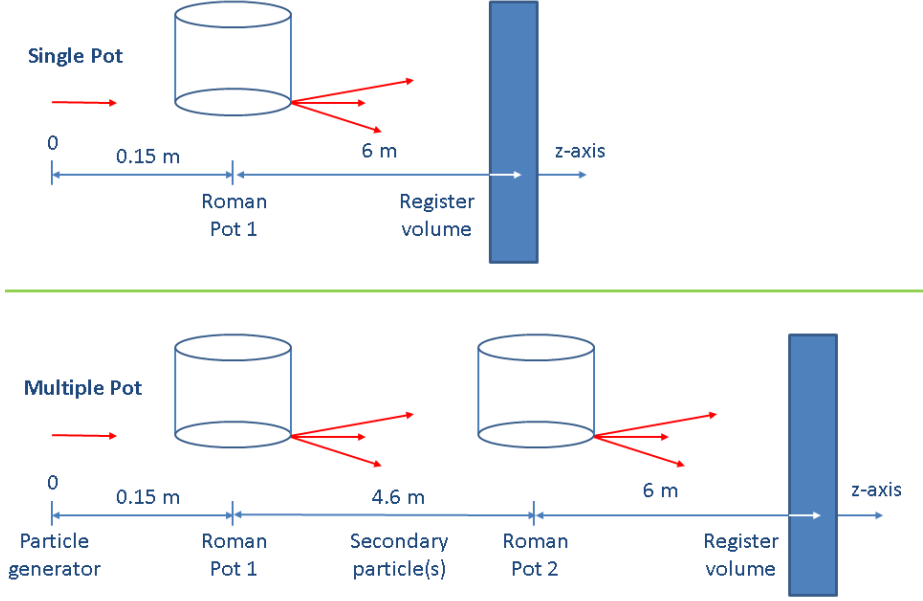 Single Pot
0
0.15 m
6 m
z-axis
Roman
Pot 1
Register
volume
Multiple Pot
0
0.15 m
4.6 m
6 m
z-axis
Particle
generator
Roman
Pot 1
Secondary
particle(s)
Roman
Pot 2
Register
volume